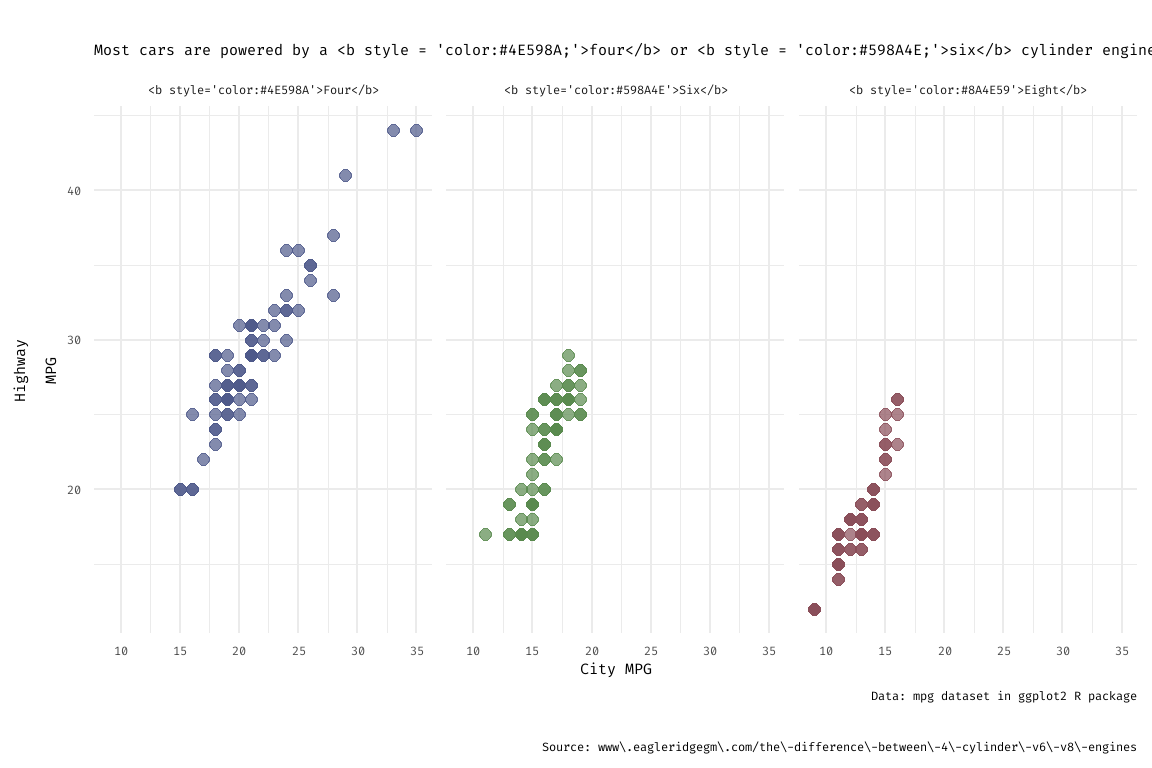 Most cars are powered by a <b style = 'color:#4E598A;'>four</b> or <b style = 'color:#598A4E;'>six</b> cylinder engine
<b style='color:#4E598A'>Four</b>
<b style='color:#598A4E'>Six</b>
<b style='color:#8A4E59'>Eight</b>
Highway
MPG
40
30
20
10 15 20 25 30 35
10 15 20 25 30 35
10 15 20 25 30 35
City MPG
Data: mpg dataset in ggplot2 R package
Source: www\.eagleridgegm\.com/the\-difference\-between\-4\-cylinder\-v6\-v8\-engines